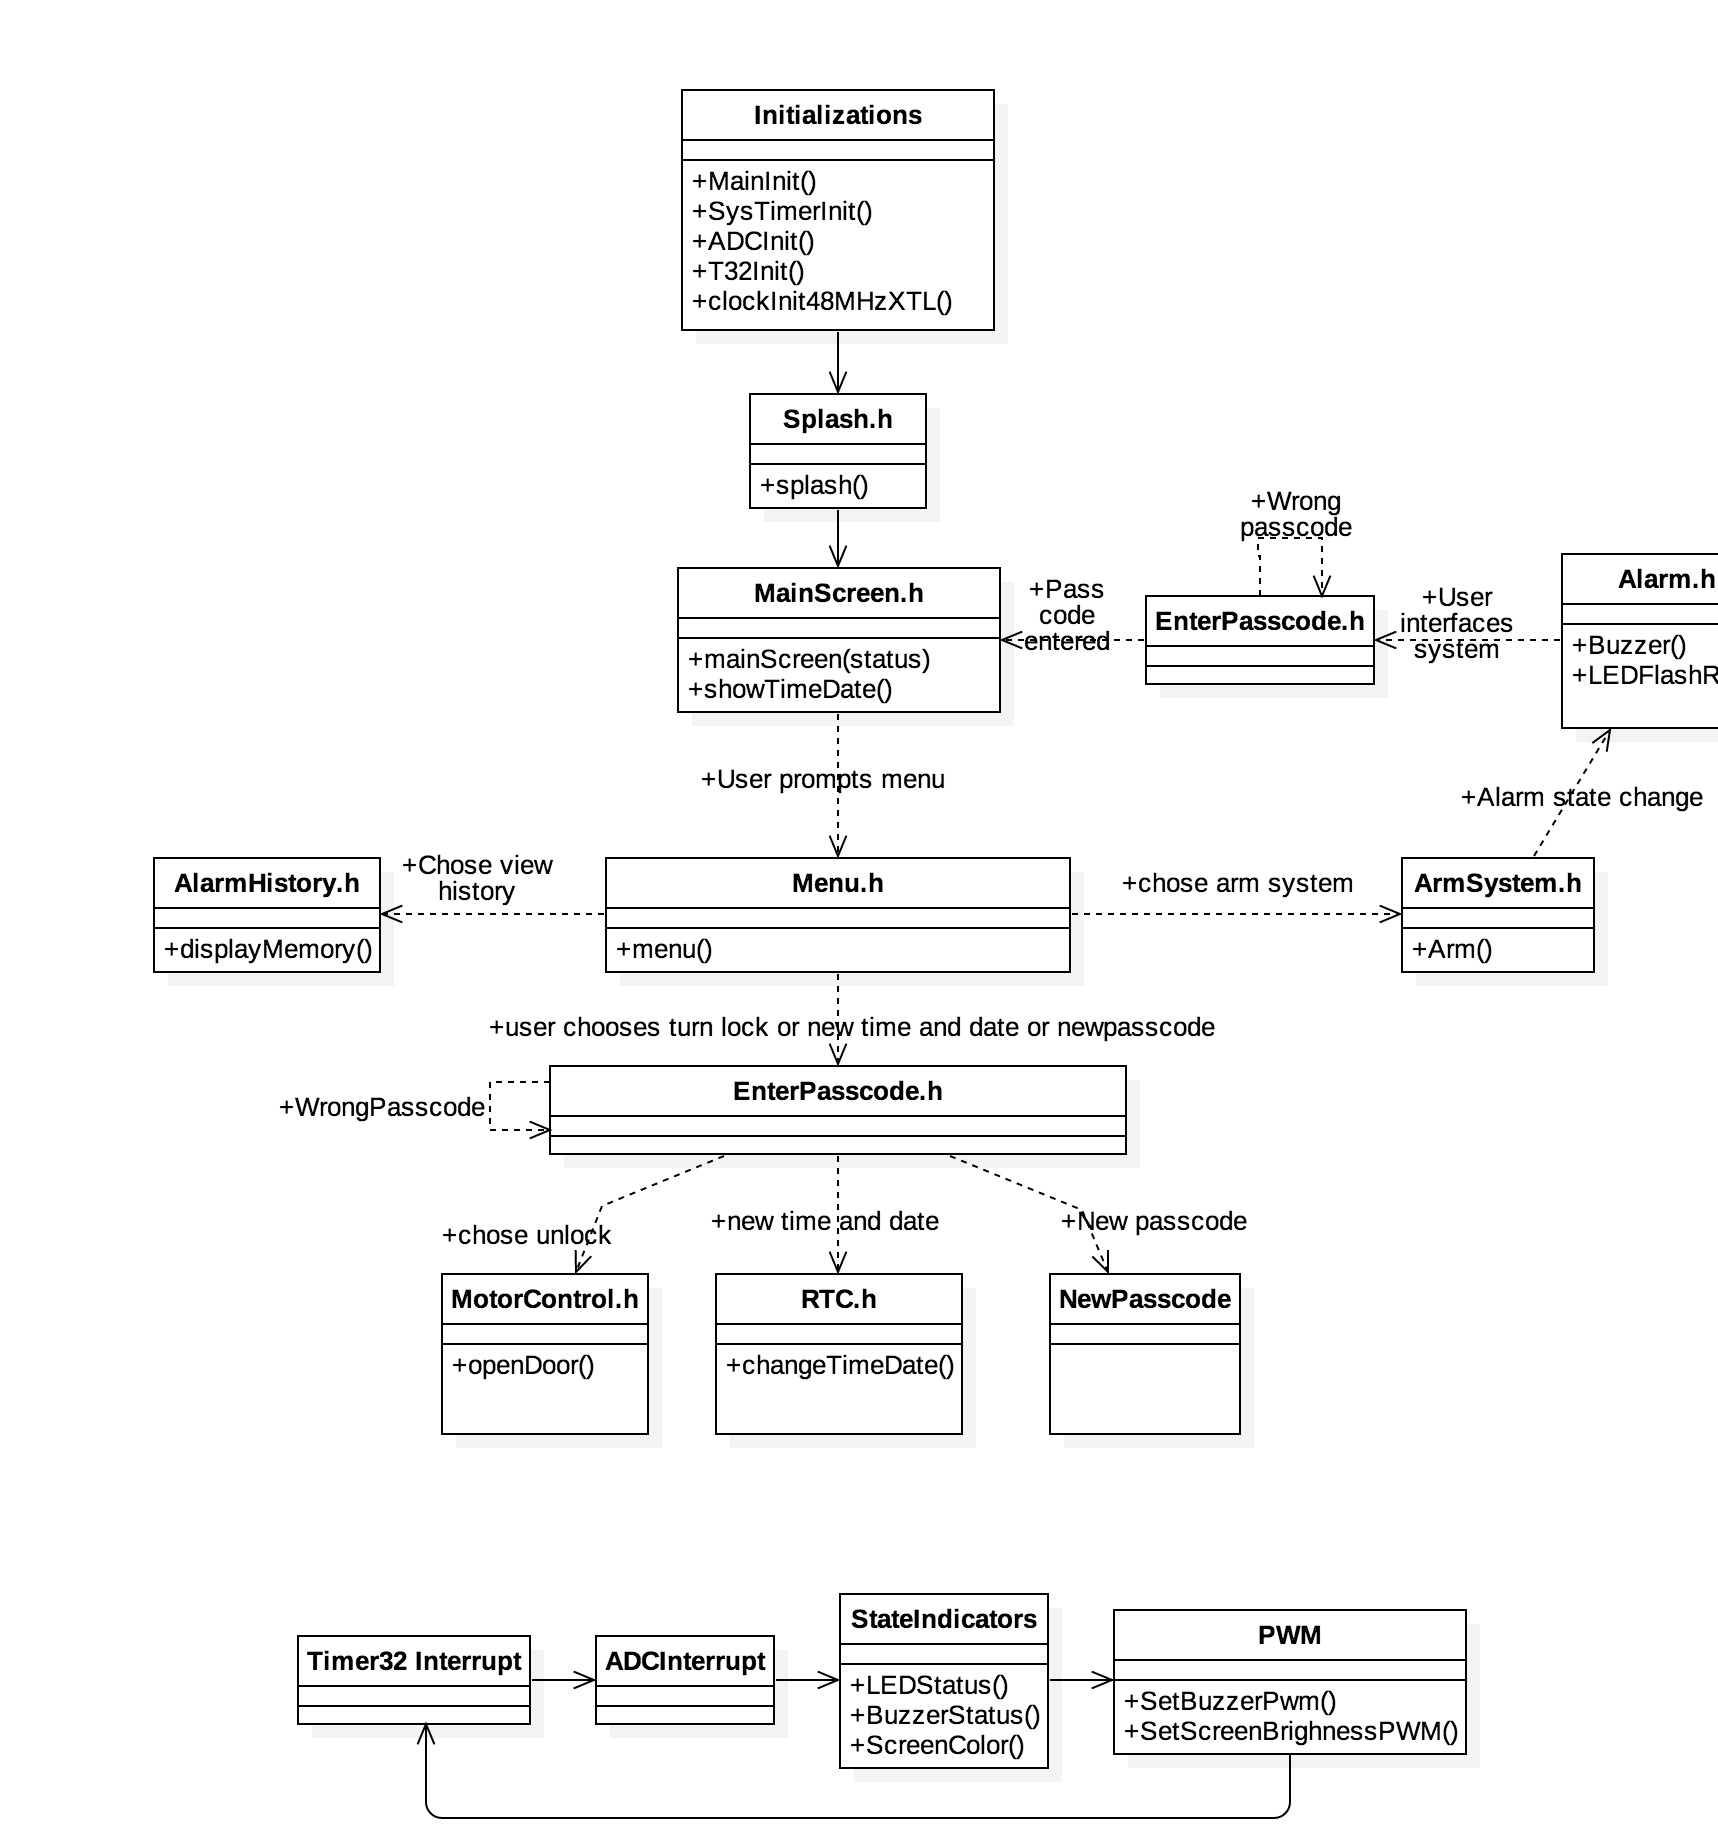 Initializations
+MainInit()
+SysTimerInit()
+ADCInit()
+T32Init()
+clockInit48MHzXTL()
Splash.h
+splash()
+Wrong
passcode
MainScreen.h
+mainScreen(status)
+showTimeDate()
+Pass
code
entered
EnterPasscode.h
+User
interfaces
system
Alarm.h
+Buzzer()
+LEDFlashR
+User prompts menu
+Alarm state change
AlarmHistory.h
+displayMemory()
+Chose view
history
Menu.h
+menu()
+chose arm system
ArmSystem.h
+Arm()
+user chooses turn lock or new time and date or newpasscode
EnterPasscode.h
+WrongPasscode
+chose unlock
+new time and date
+New passcode
MotorControl.h
+openDoor()
RTC.h
+changeTimeDate()
NewPasscode
Timer32 Interrupt
ADCInterrupt
StateIndicators
+LEDStatus()
+BuzzerStatus()
+ScreenColor()
PWM
+SetBuzzerPwm()
+SetScreenBrighnessPWM()